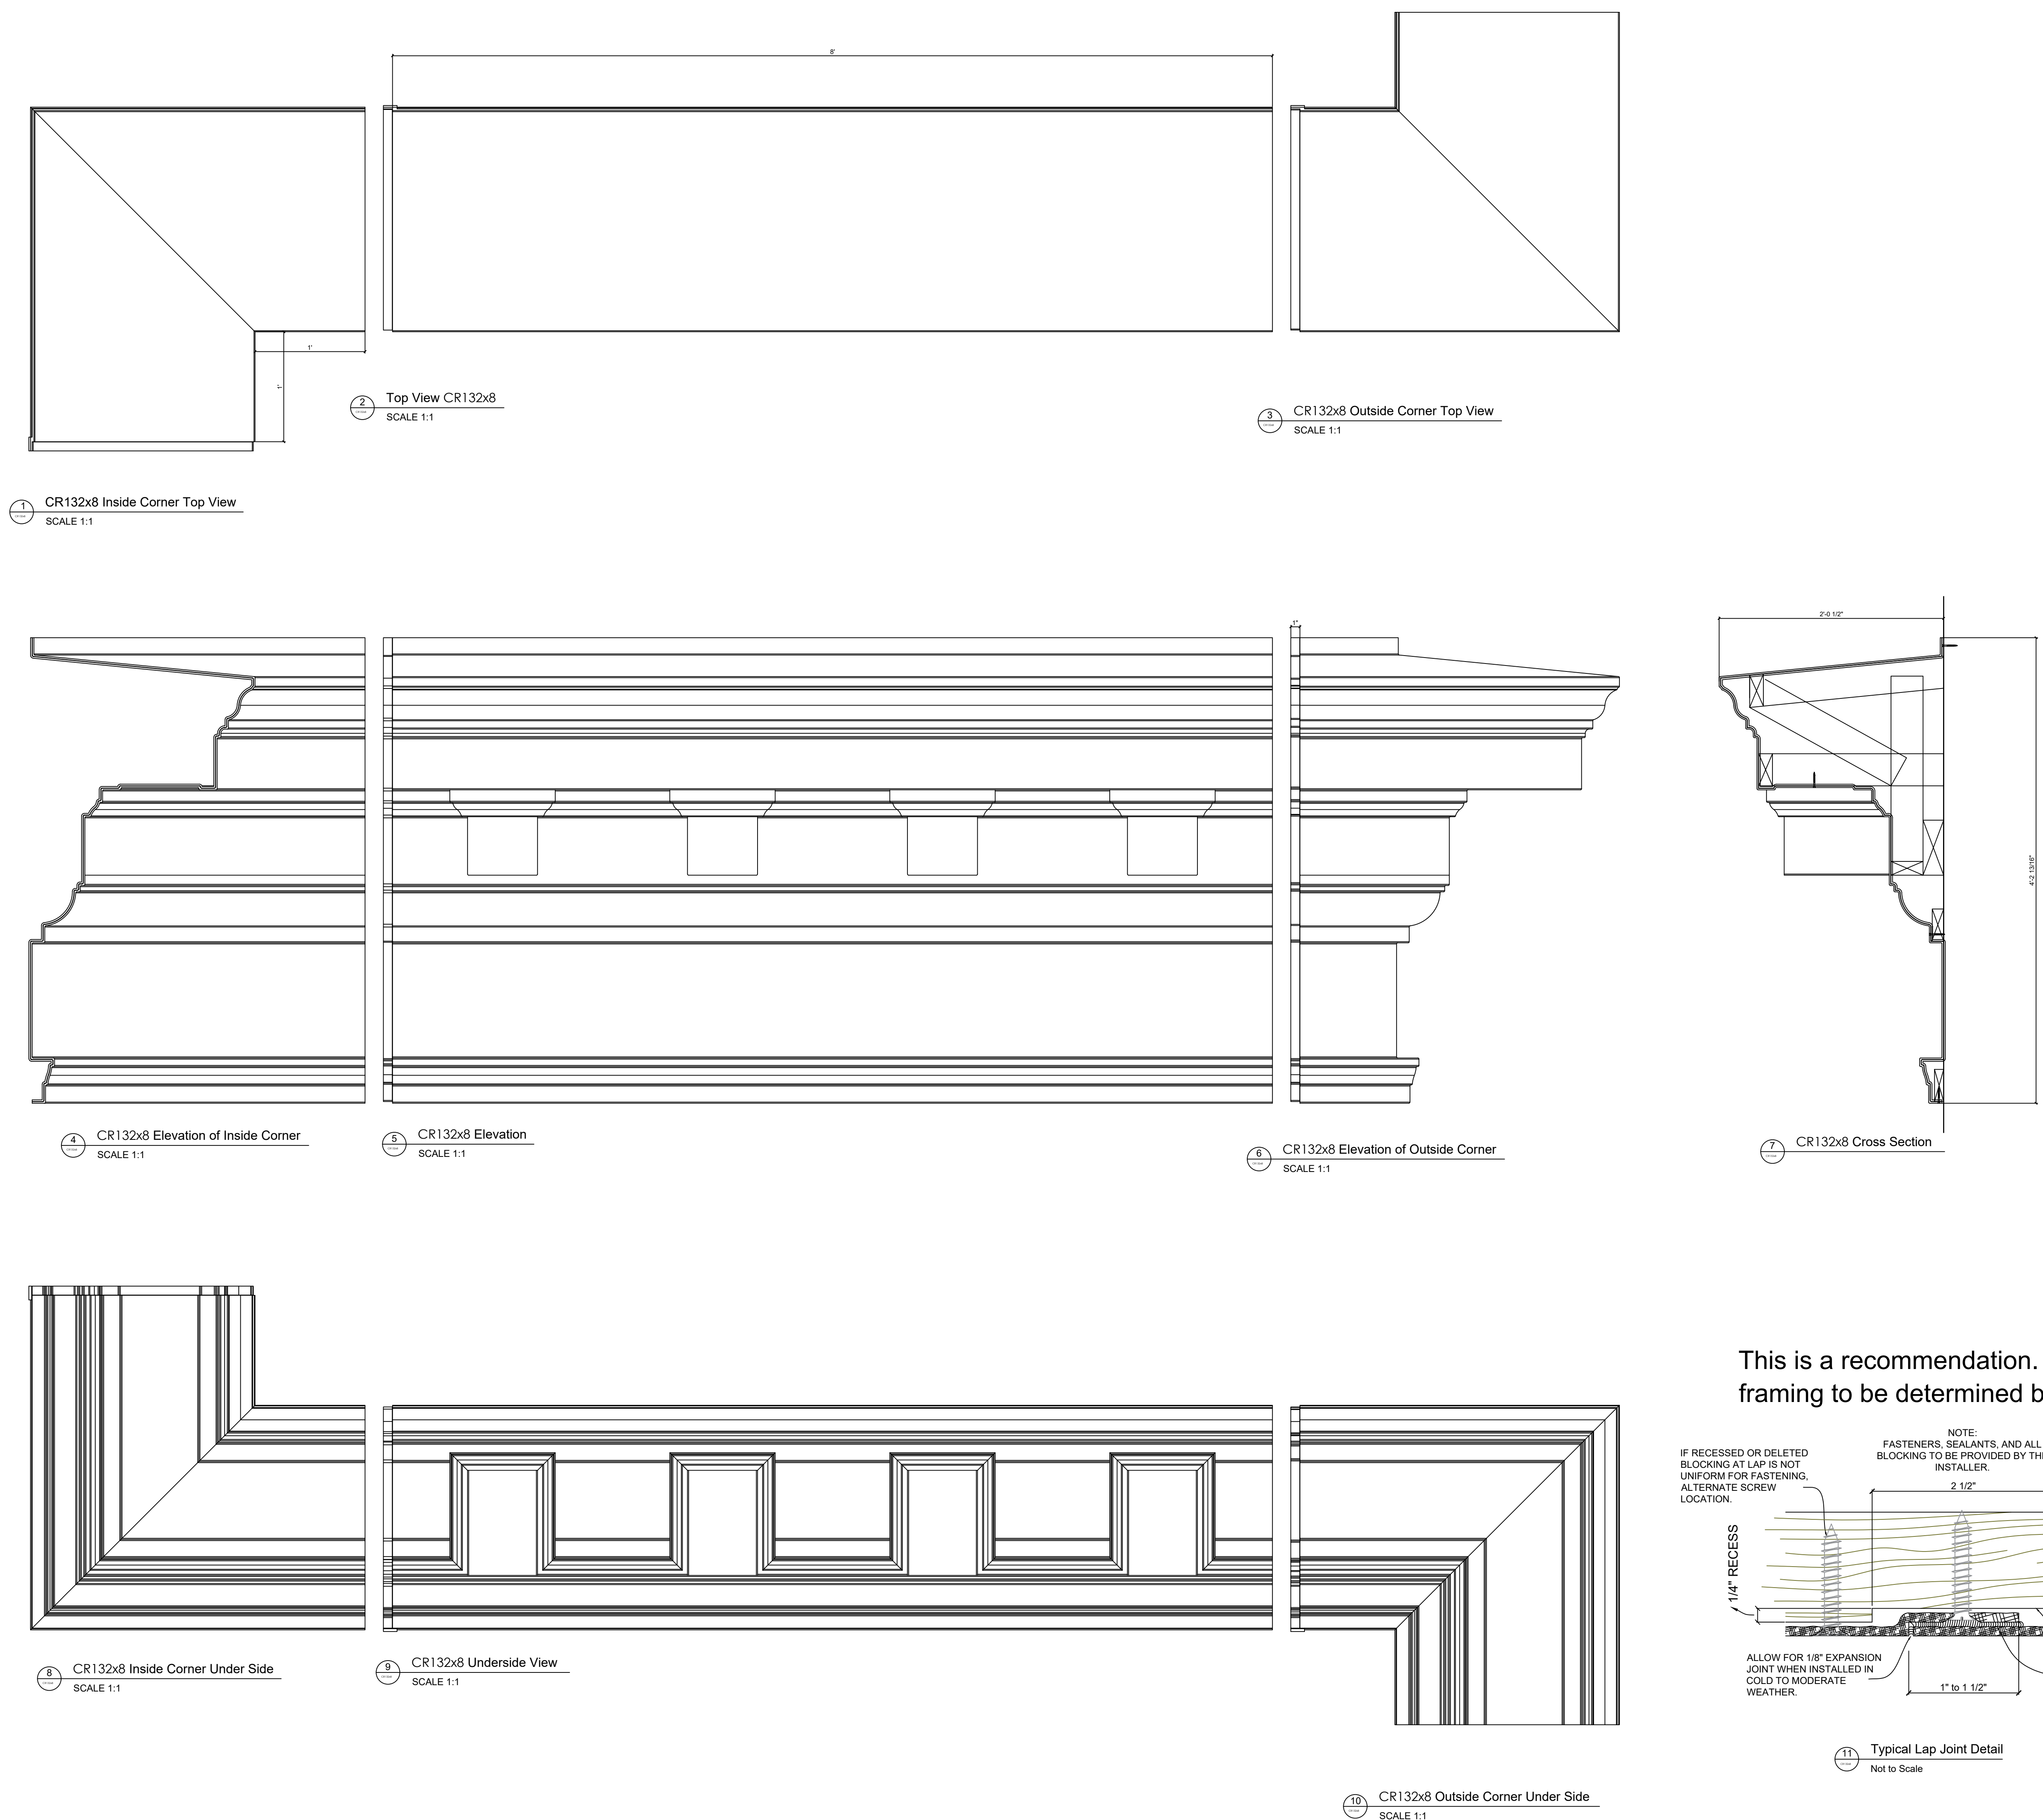 8'
1'
1'
2
Top View CR132x8
SCALE 1:1
3
CR132x8 Outside Corner Top View
SCALE 1:1
1
CR132x8 Inside Corner Top View
SCALE 1:1
1"
2'-0 1/2"
4'-2 13/16"
4
CR132x8 Elevation of Inside Corner
SCALE 1:1
5
CR132x8 Elevation
SCALE 1:1
6
CR132x8 Elevation of Outside Corner
SCALE 1:1
7
CR132x8 Cross Section
8
CR132x8 Inside Corner Under Side
SCALE 1:1
9
CR132x8 Underside View
SCALE 1:1
10
CR132x8 Outside Corner Under Side
SCALE 1:1
This is a recommendation.
framing to be determined b
IF RECESSED OR DELETED
BLOCKING AT LAP IS NOT
UNIFORM FOR FASTENING,
ALTERNATE SCREW
LOCATION.
NOTE:
FASTENERS, SEALANTS, AND ALL
BLOCKING TO BE PROVIDED BY THE
INSTALLER.
2 1/2"
1/4" RECESS
ALLOW FOR 1/8" EXPANSION
JOINT WHEN INSTALLED IN
COLD TO MODERATE
WEATHER.
1" to 1 1/2"
11
Typical Lap Joint Detail
Not to Scale